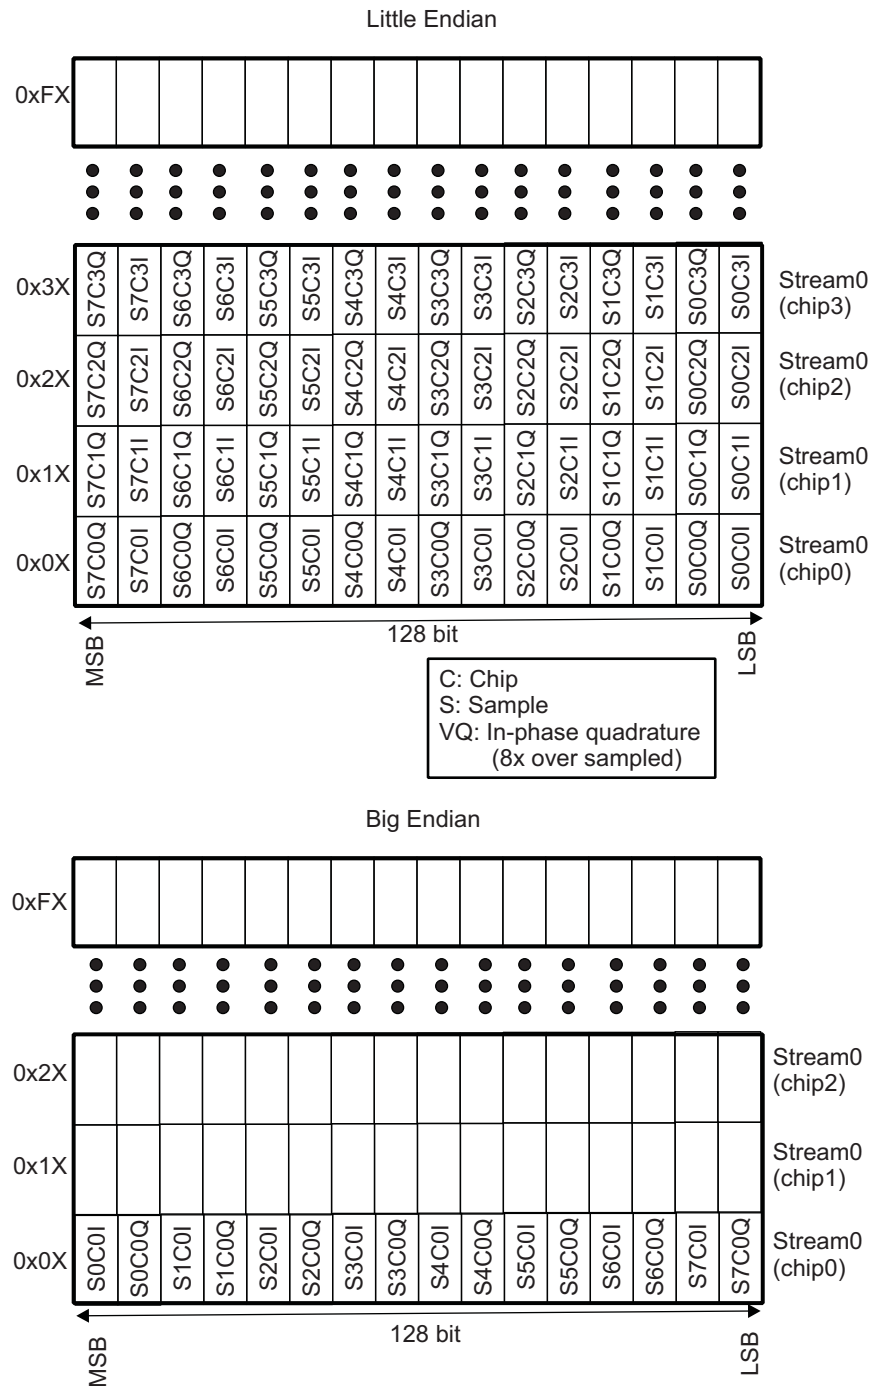 Little Endian
0xFX
0x3X S7C3Q S7C3I S6C3Q S6C3I S5C3Q S5C3I S4C3Q S4C3I S3C3Q S3C3I S2C3Q S2C3I S1C3Q S1C3I S0C3Q S0C3I Stream0
(chip3)
0x2X S7C2Q S7C2I S6C2Q S6C2I S5C2Q S5C2I S4C2Q S4C2I S3C2Q S3C2I S2C2Q S2C2I S1C2Q S1C2I S0C2Q S0C2I Stream0
(chip2)
0x1X S7C1Q S7C1I S6C1Q S6C1I S5C1Q S5C1I S4C1Q S4C1I S3C1Q S3C1I S2C1Q S2C1I S1C1Q S1C1I S0C1Q S0C1I Stream0
(chip1)
0x0X S7C0Q S7C0I S6C0Q S6C0I S5C0Q S5C0I S4C0Q S4C0I S3C0Q S3C0I S2C0Q S2C0I S1C0Q S1C0I S0C0Q S0C0I Stream0
(chip0)
MSB 128 bit LSB
C: Chip
S: Sample
VQ: In-phase quadrature
(8x over sampled)
Big Endian
0xFX
0x2X Stream0
(chip2)
0x1X Stream0
(chip1)
0x0X S0C0I S0C0Q S1C0I S1C0Q S2C0I S2C0Q S3C0I S3C0Q S4C0I S4C0Q S5C0I S5C0Q S6C0I S6C0Q S7C0I S7C0Q Stream0
(chip0)
MSB 128 bit LSB